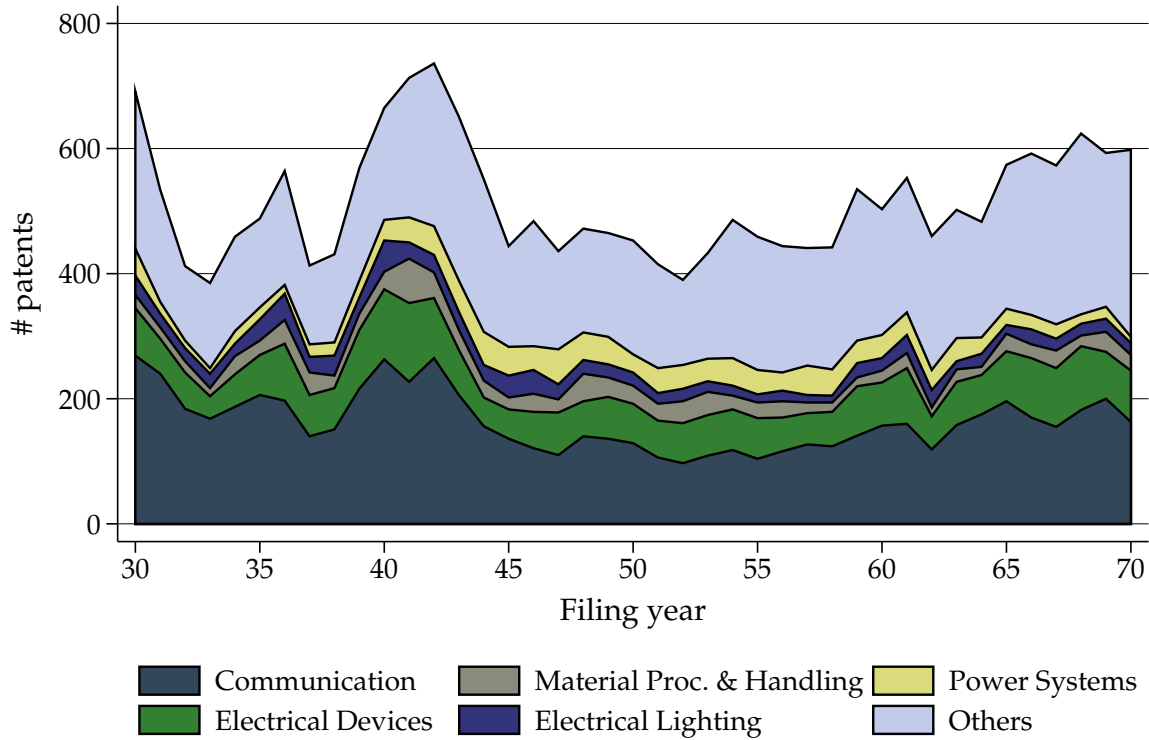 800
600
400
200
0
# patents
30 35 40 45 50 55 60 65 70
Filing year
Communication Material Proc. & Handling Power Systems
Electrical Devices Electrical Lighting Others